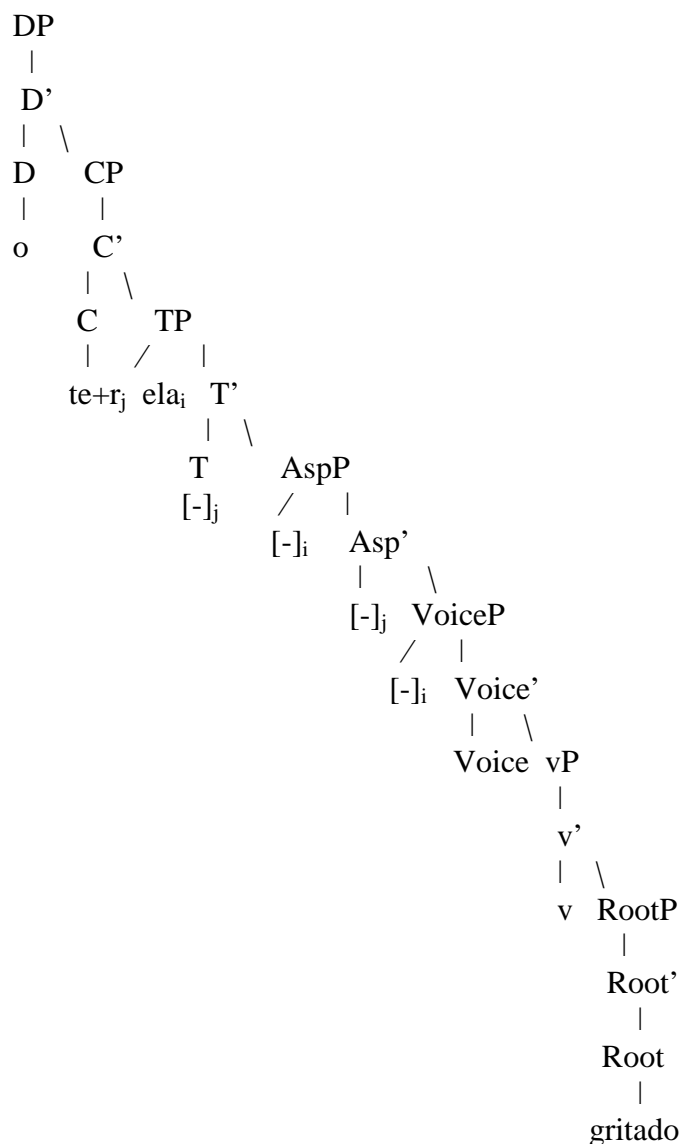 DP
|
D’
| \
D CP
| |
o C’
| \
C TP
| / |
te+rj elai T’
| \
T AspP
[-]j / |
[-]i Asp’
| \
[-]j VoiceP
/ |
[-]i Voice’
| \
Voice vP
|
v’
| \
v RootP
|
Root’
|
Root
|
gritado